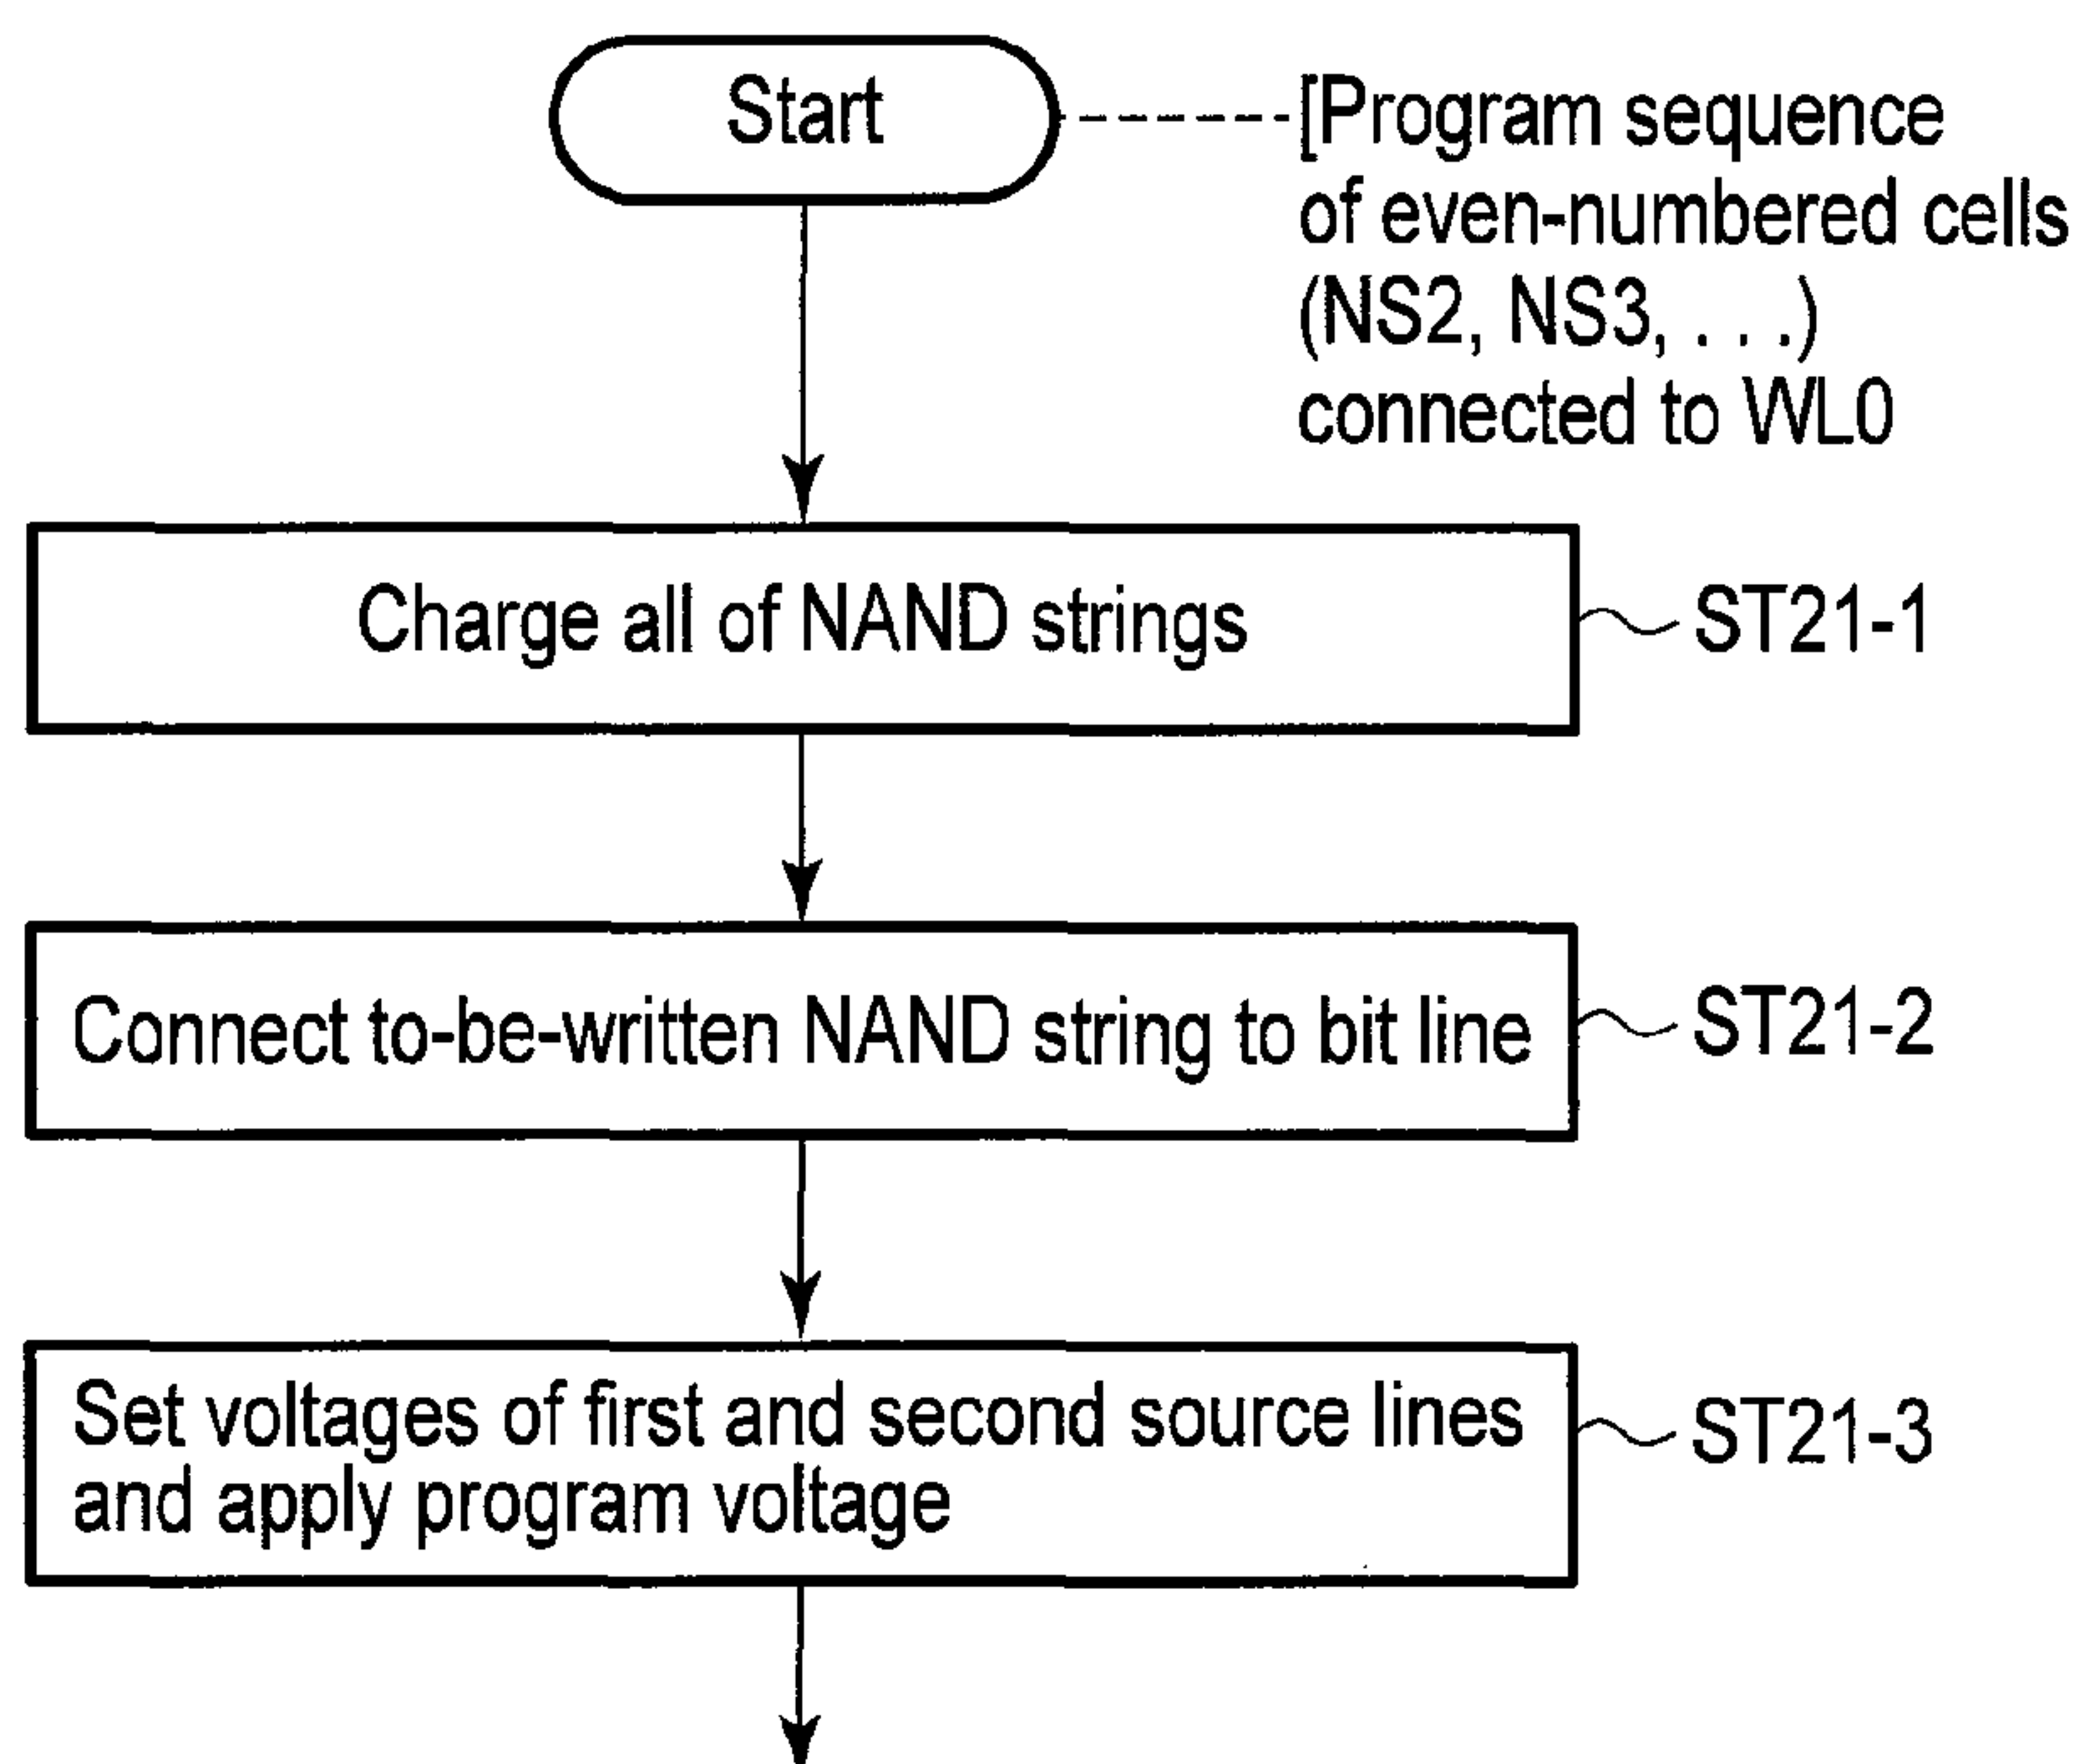 Start
[Program sequence
of even-numbered cells
(NS2, NS3, . . .)
connected to WL0
Charge all of NAND strings
ST21-1
Connect to-be-written NAND string to bit line
ST21-2
Set voltages of first and second source lines
and apply program voltage
ST21-3